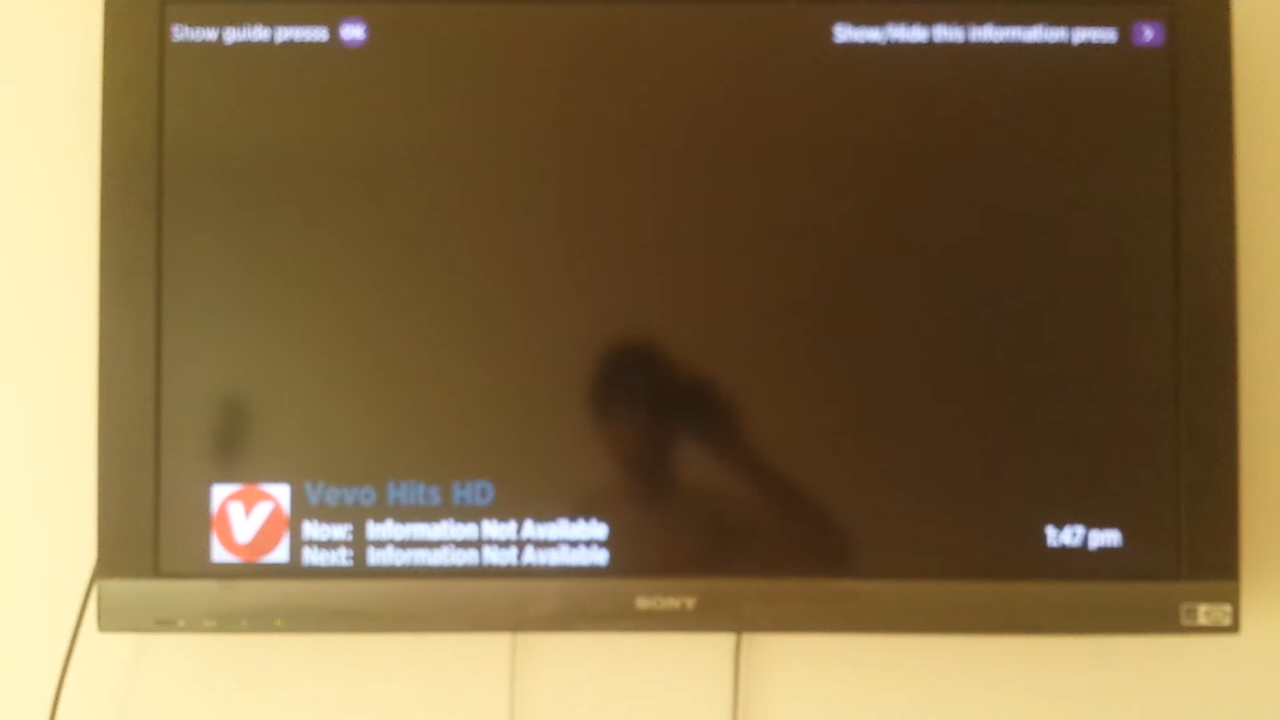 Show guide presss OK
Show/Hide this information press
V
Vevo Hits HD
Now: Information Not Available
Next: Information Not Available
1:47 pm
SONY